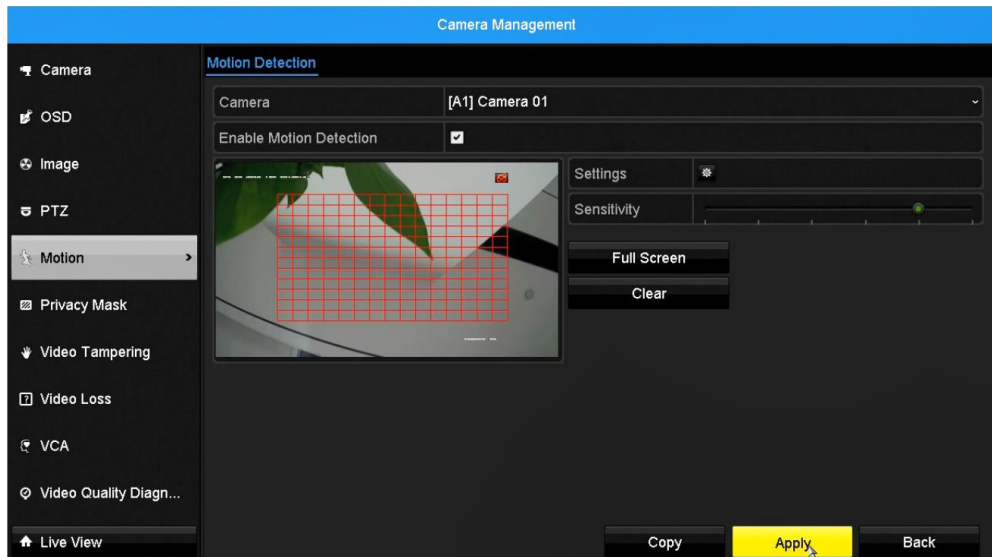 Camera Management
Camera
OSD
Image
PTZ
Motion
Privacy Mask
Video Tampering
Video Loss
VCA
Video Quality Diagn...
Live View
Motion Detection
Camera [A1] Camera 01
Enable Motion Detection
Settings
Sensitivity
Full Screen
Clear
Copy Apply Back